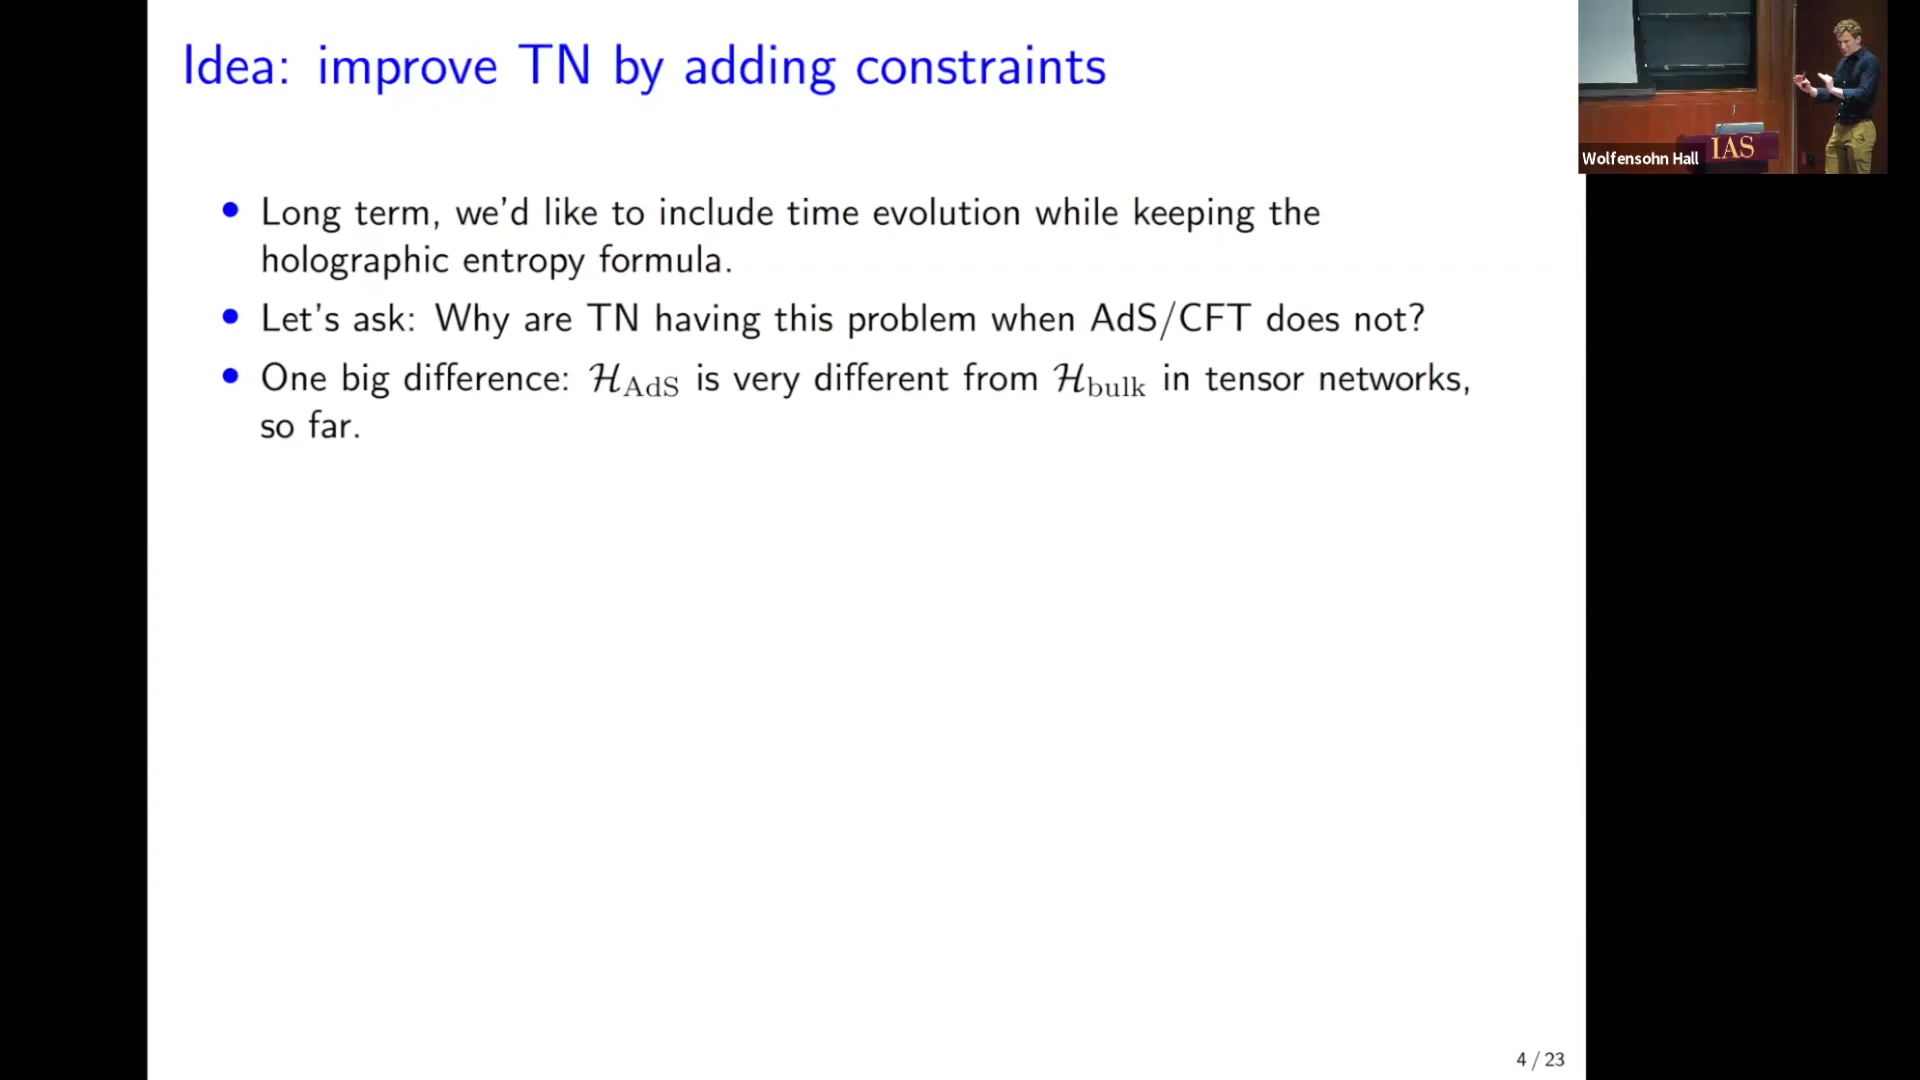 Idea: improve TN by adding constraints
Long term, we'd like to include time evolution while keeping the
holographic entropy formula.
Let's ask: Why are TN having this problem when AdS/CFT does not?
One big difference: ℋ_AdS is very different from ℋ_bulk in tensor networks,
so far.
4 / 23
Wolfensohn Hall
IAS